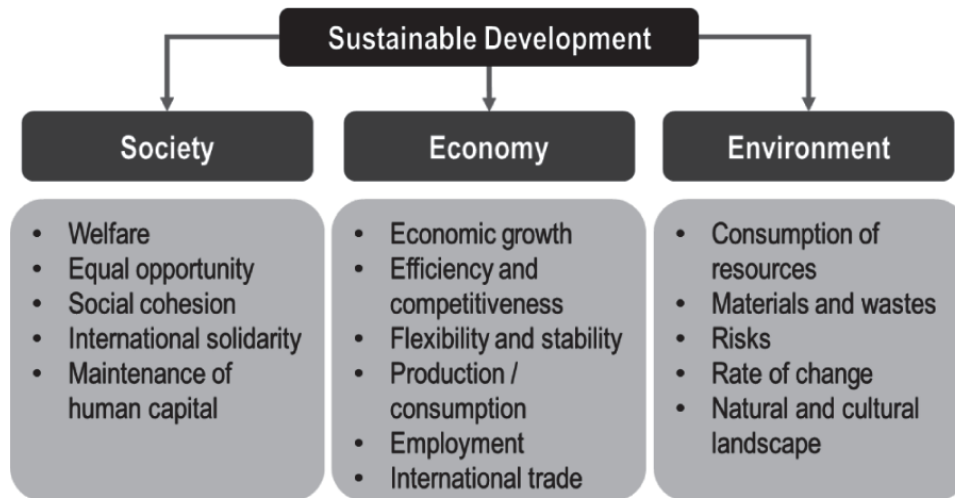 Sustainable Development
Society
Economy
Environment
• Welfare
• Equal opportunity
• Social cohesion
• International solidarity
• Maintenance of
human capital
• Economic growth
• Efficiency and
competitiveness
• Flexibility and stability
• Production /
consumption
• Employment
• International trade
• Consumption of
resources
• Materials and wastes
• Risks
• Rate of change
• Natural and cultural
landscape